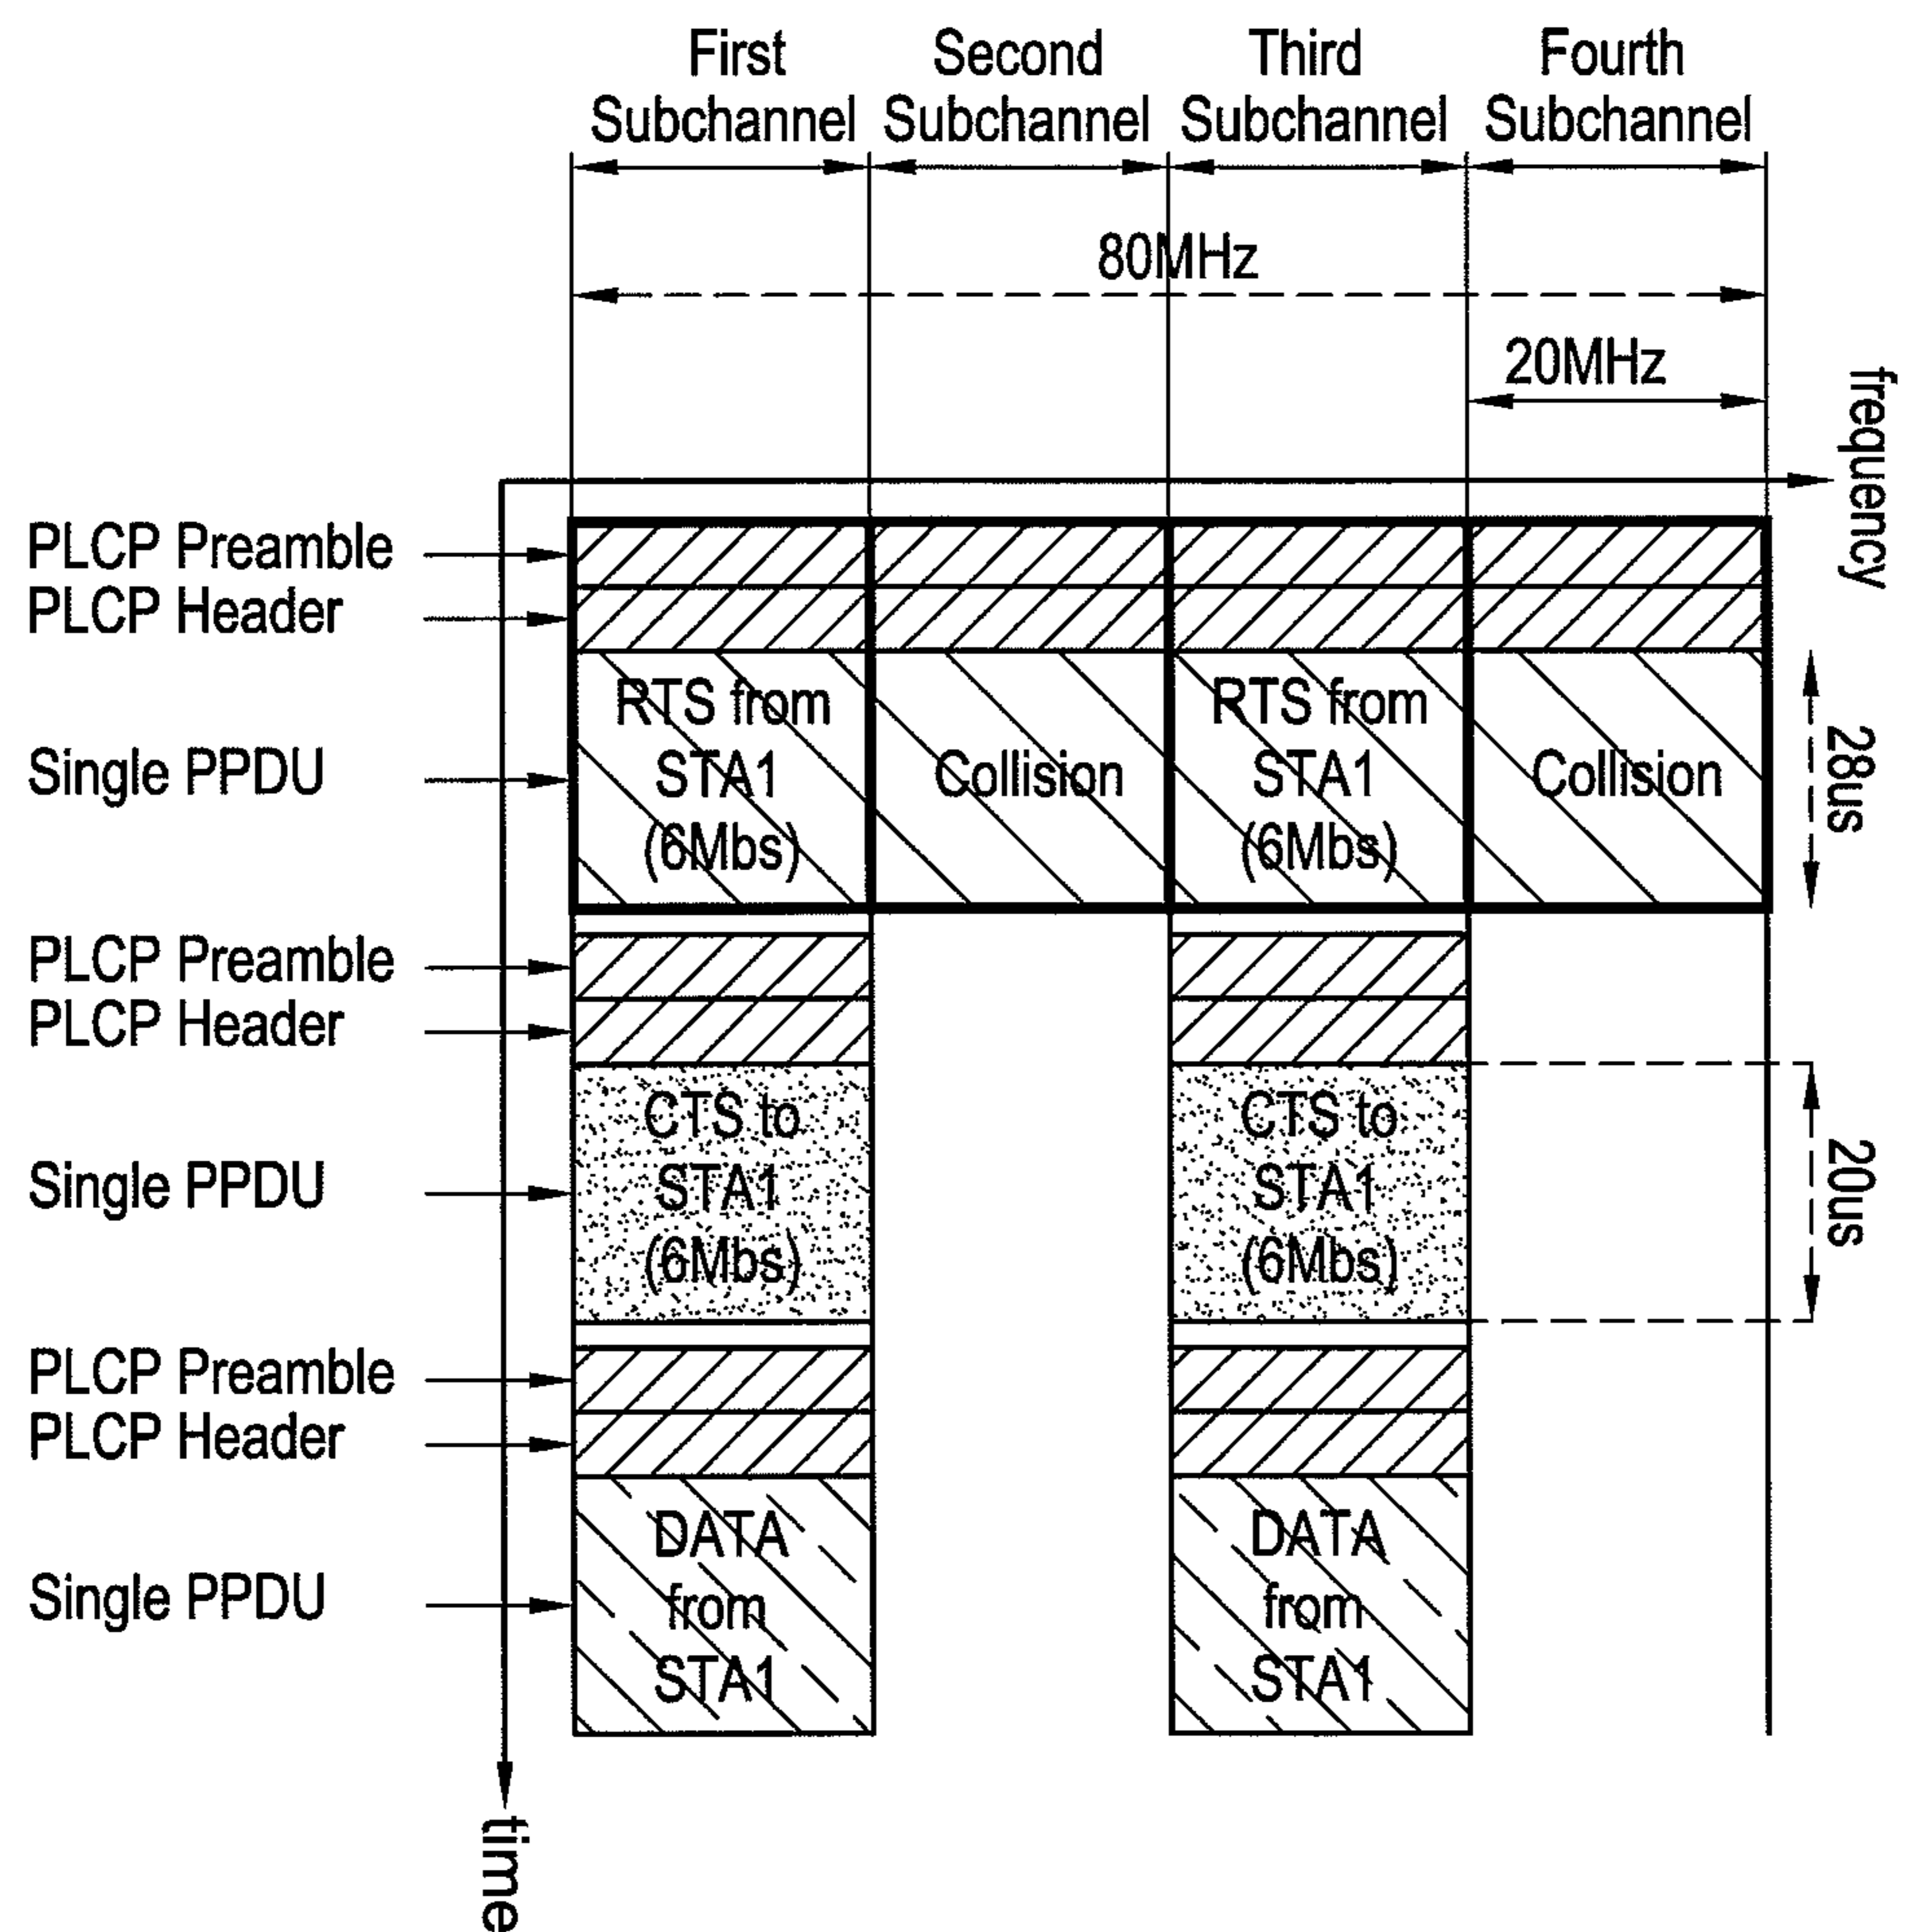 First Subchannel
Second Subchannel
Third Subchannel
Fourth Subchannel
80MHz
20MHz
frequency
PLCP Preamble
PLCP Header
Single PPDU
RTS from
STA1
(6Mbs)
Collision
RTS from
STA1
(6Mbs)
Collision
28us
PLCP Preamble
PLCP Header
Single PPDU
CTS to
STA1
(6Mbs)
CTS to
STA1
(6Mbs)
20us
PLCP Preamble
PLCP Header
Single PPDU
DATA
from
STA1
DATA
from
STA1
time